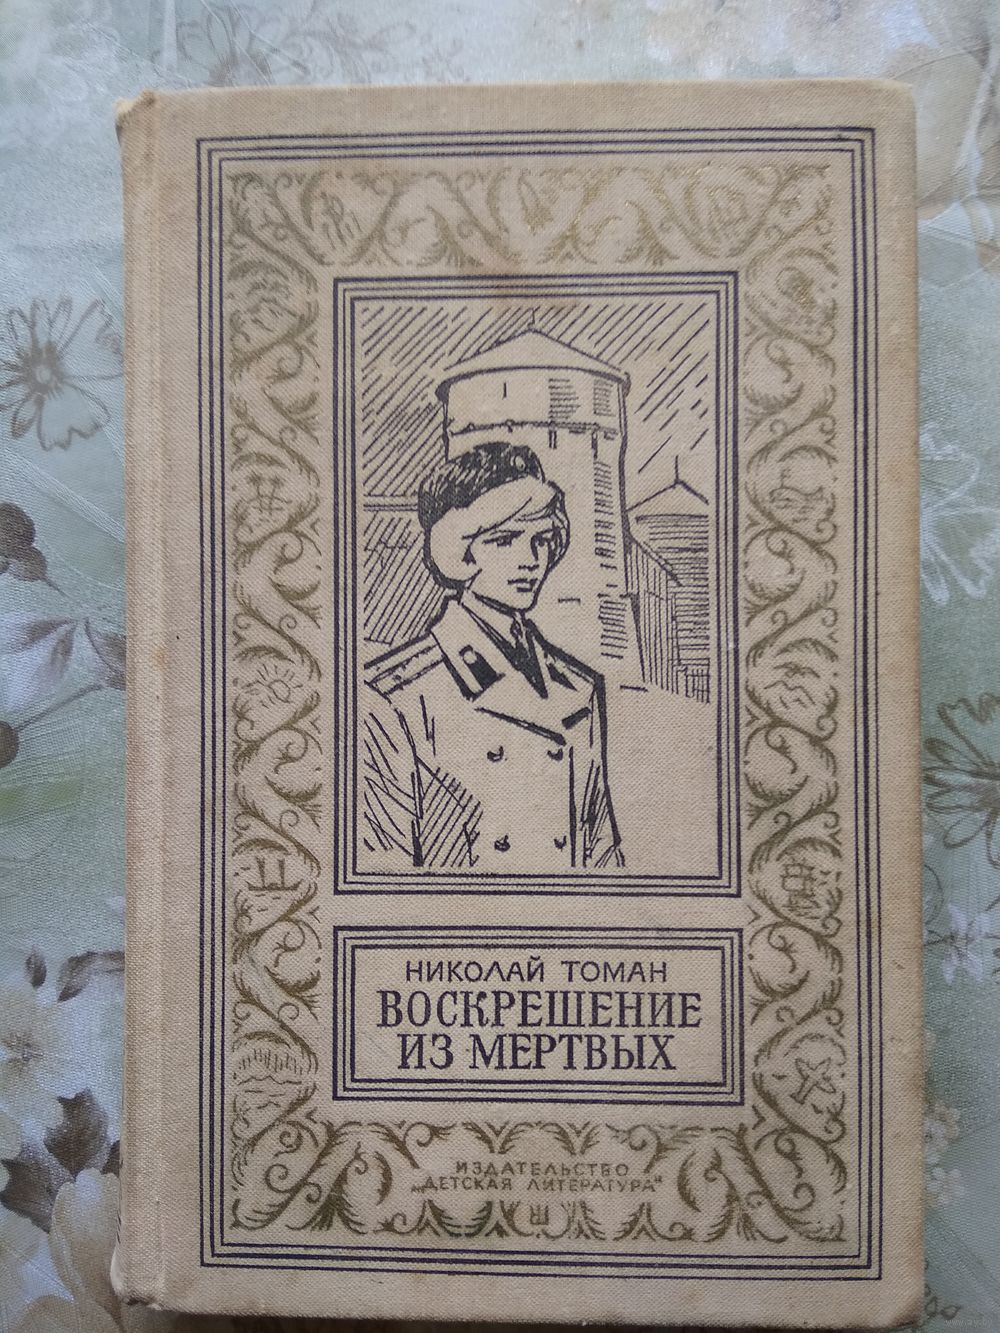 НИКОЛАЙ ТОМАН
ВОСКРЕШЕНИЕ
ИЗ МЕРТВЫХ
ИЗДАТЕЛЬСТВО
„ДЕТСКАЯ ЛИТЕРАТУРА"